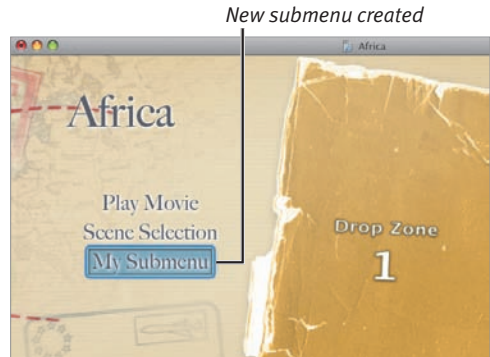 New submenu created
Africa
Africa
Play Movie
Scene Selection
My Submenu
Drop Zone
1